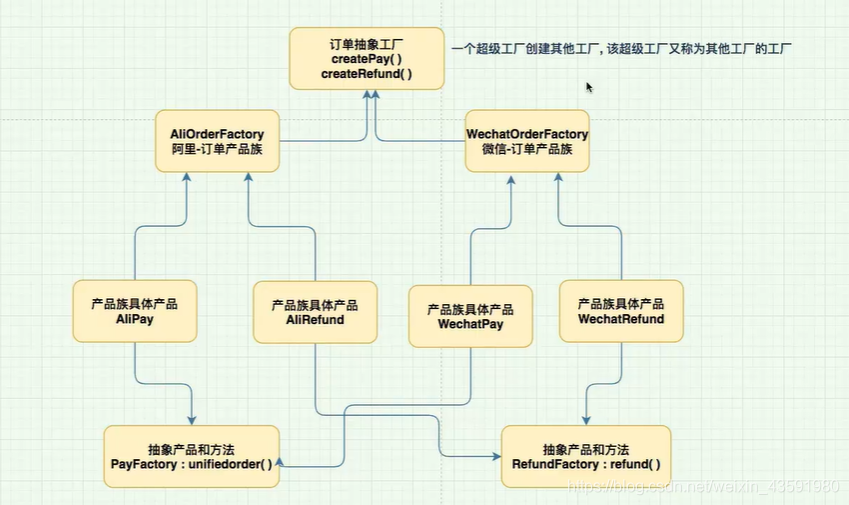 订单抽象工厂
createPay( )
createRefund( )
一个超级工厂创建其他工厂, 该超级工厂又称为其他工厂的工厂
AliOrderFactory
阿里-订单产品族
WechatOrderFactory
微信-订单产品族
产品族具体产品
AliPay
产品族具体产品
AliRefund
产品族具体产品
WechatPay
产品族具体产品
WechatRefund
抽象产品和方法
PayFactory : unifiedorder( )
抽象产品和方法
RefundFactory : refund( )
https://blog.csdn.net/weixin_43591980